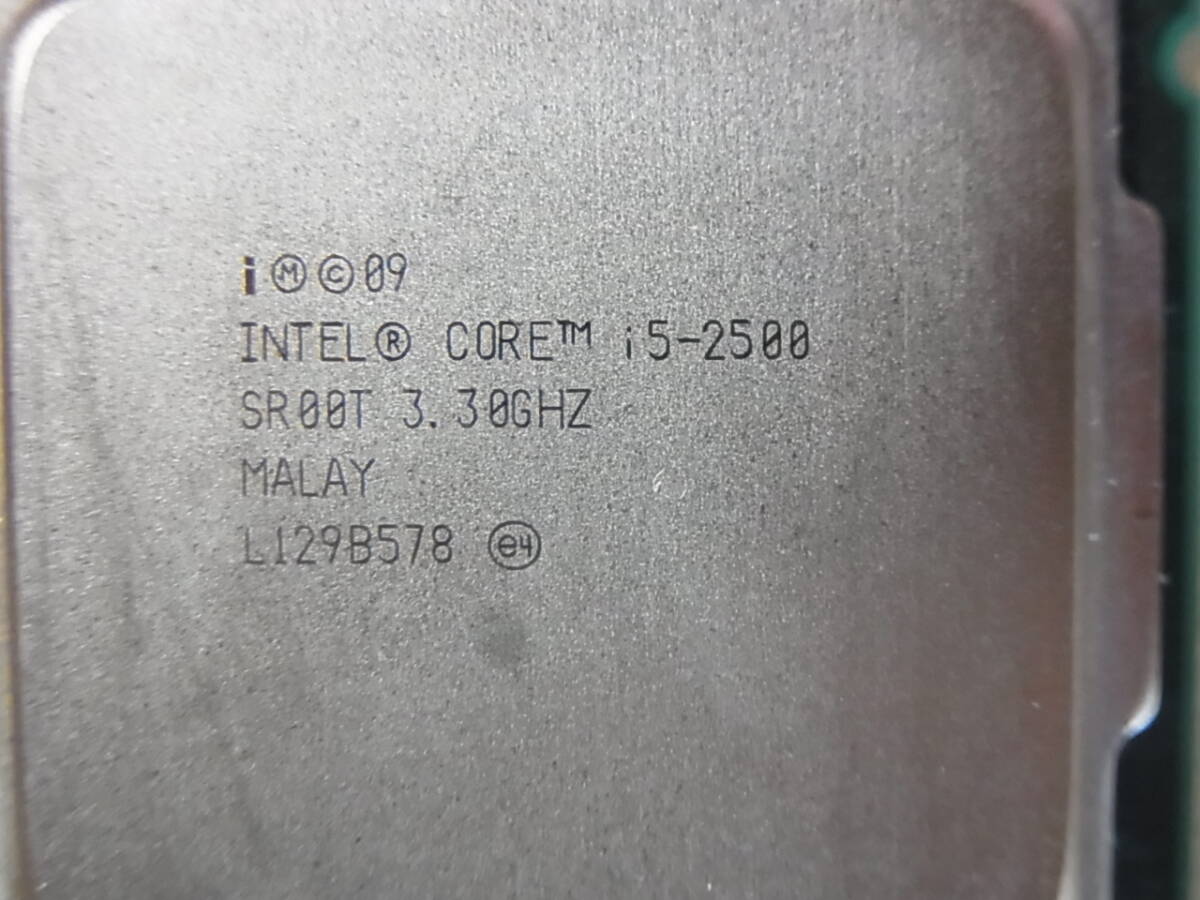 i Ⓜ © 09
INTEL® CORE™ i5-2500
SR00T 3.30GHZ
MALAY
L129B578 e4